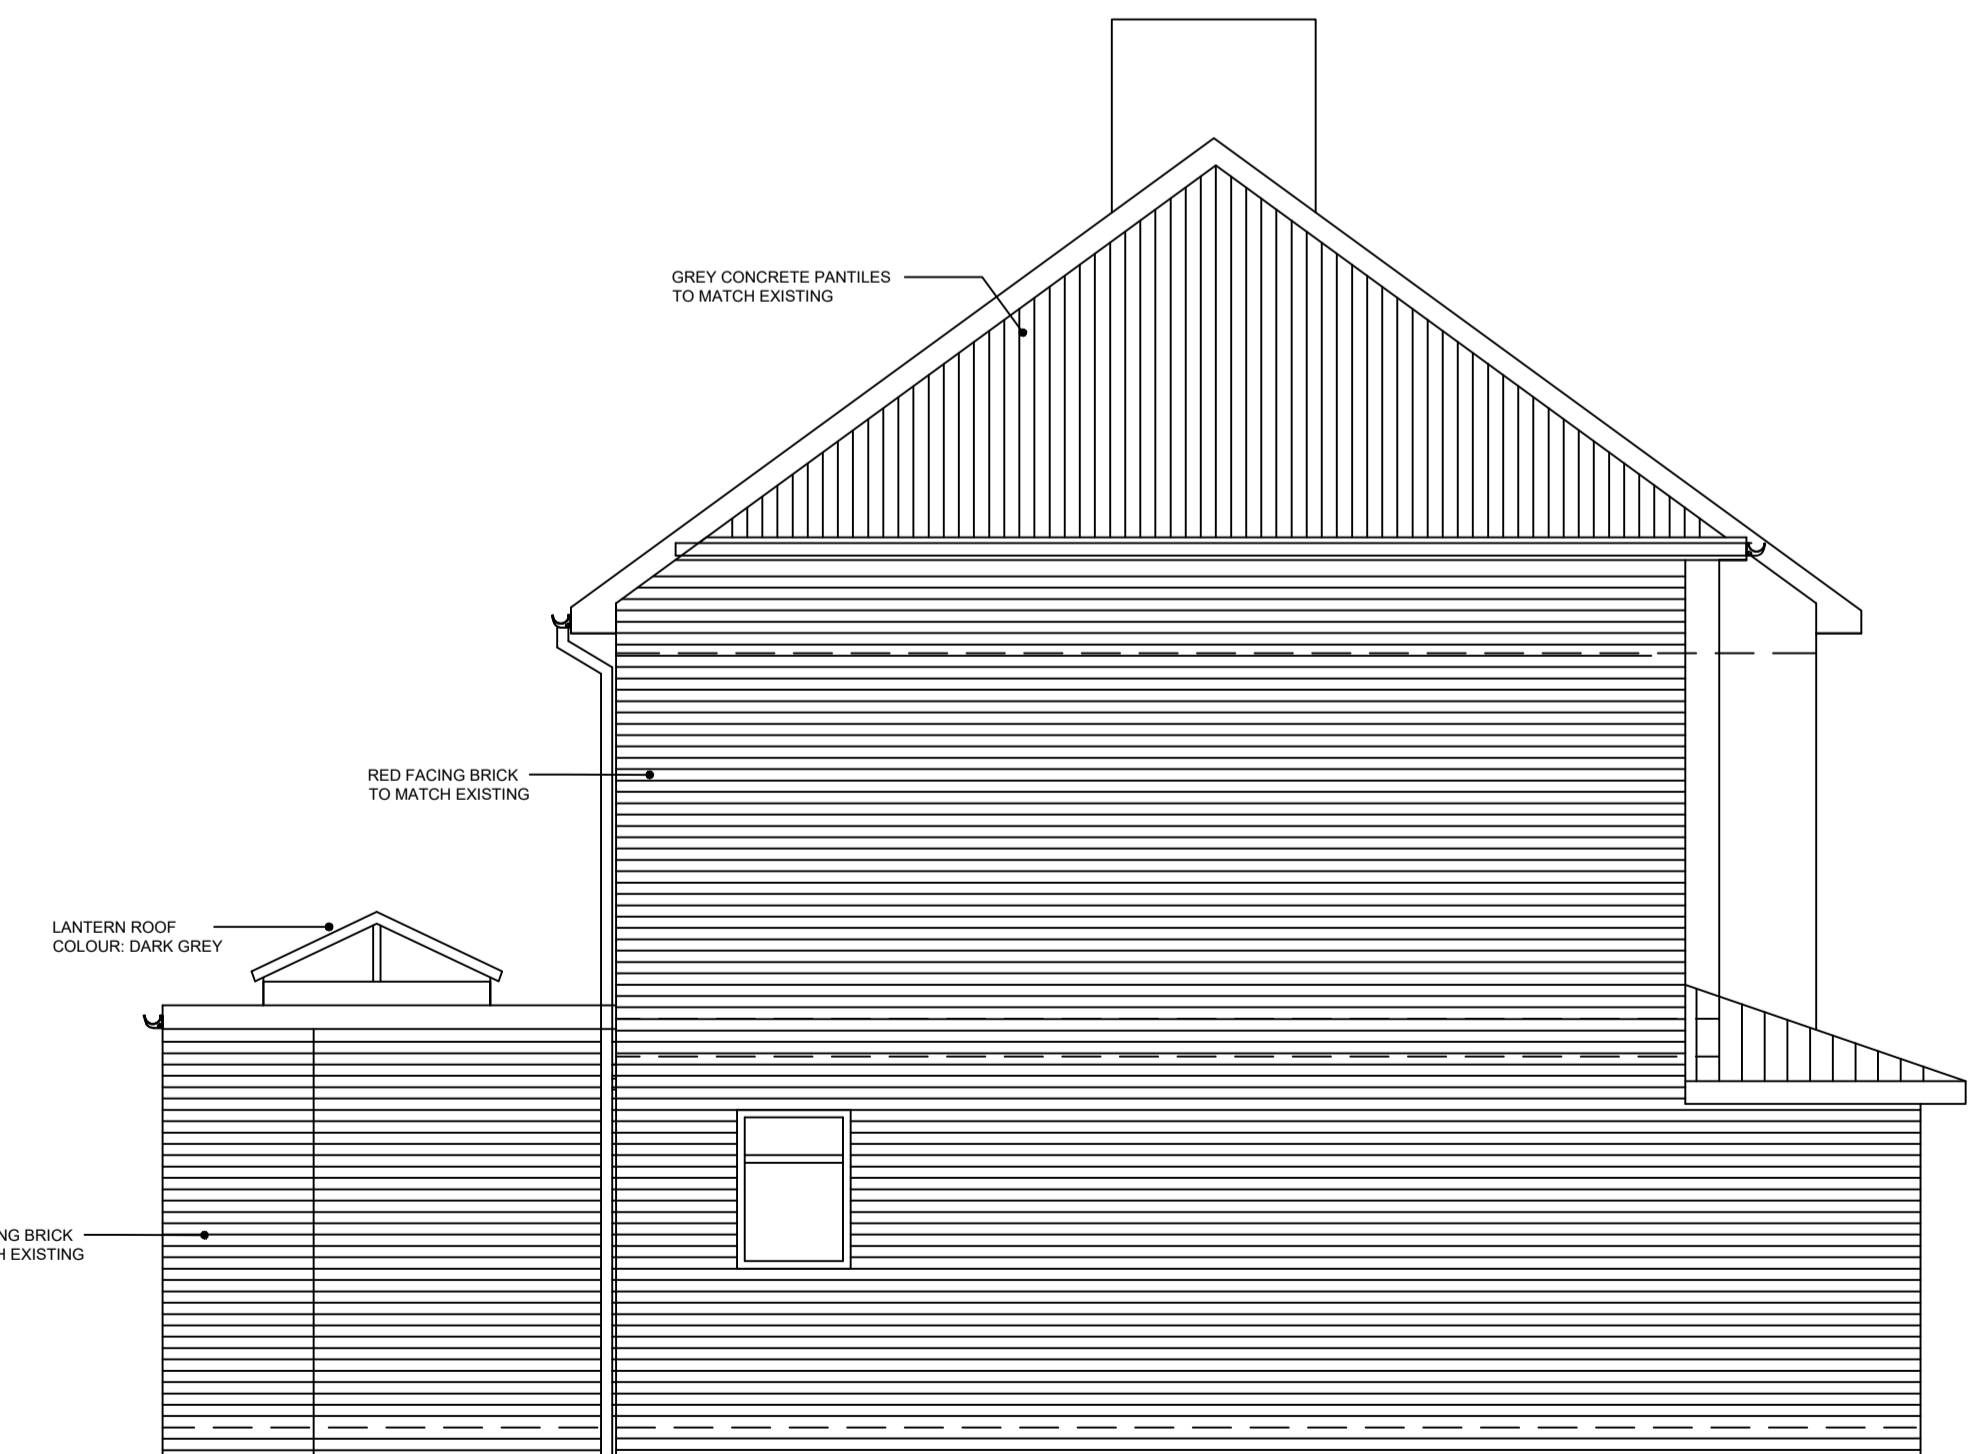 GREY CONCRETE PANTILES
TO MATCH EXISTING
RED FACING BRICK
TO MATCH EXISTING
LANTERN ROOF
COLOUR: DARK GREY
NG BRICK
H EXISTING